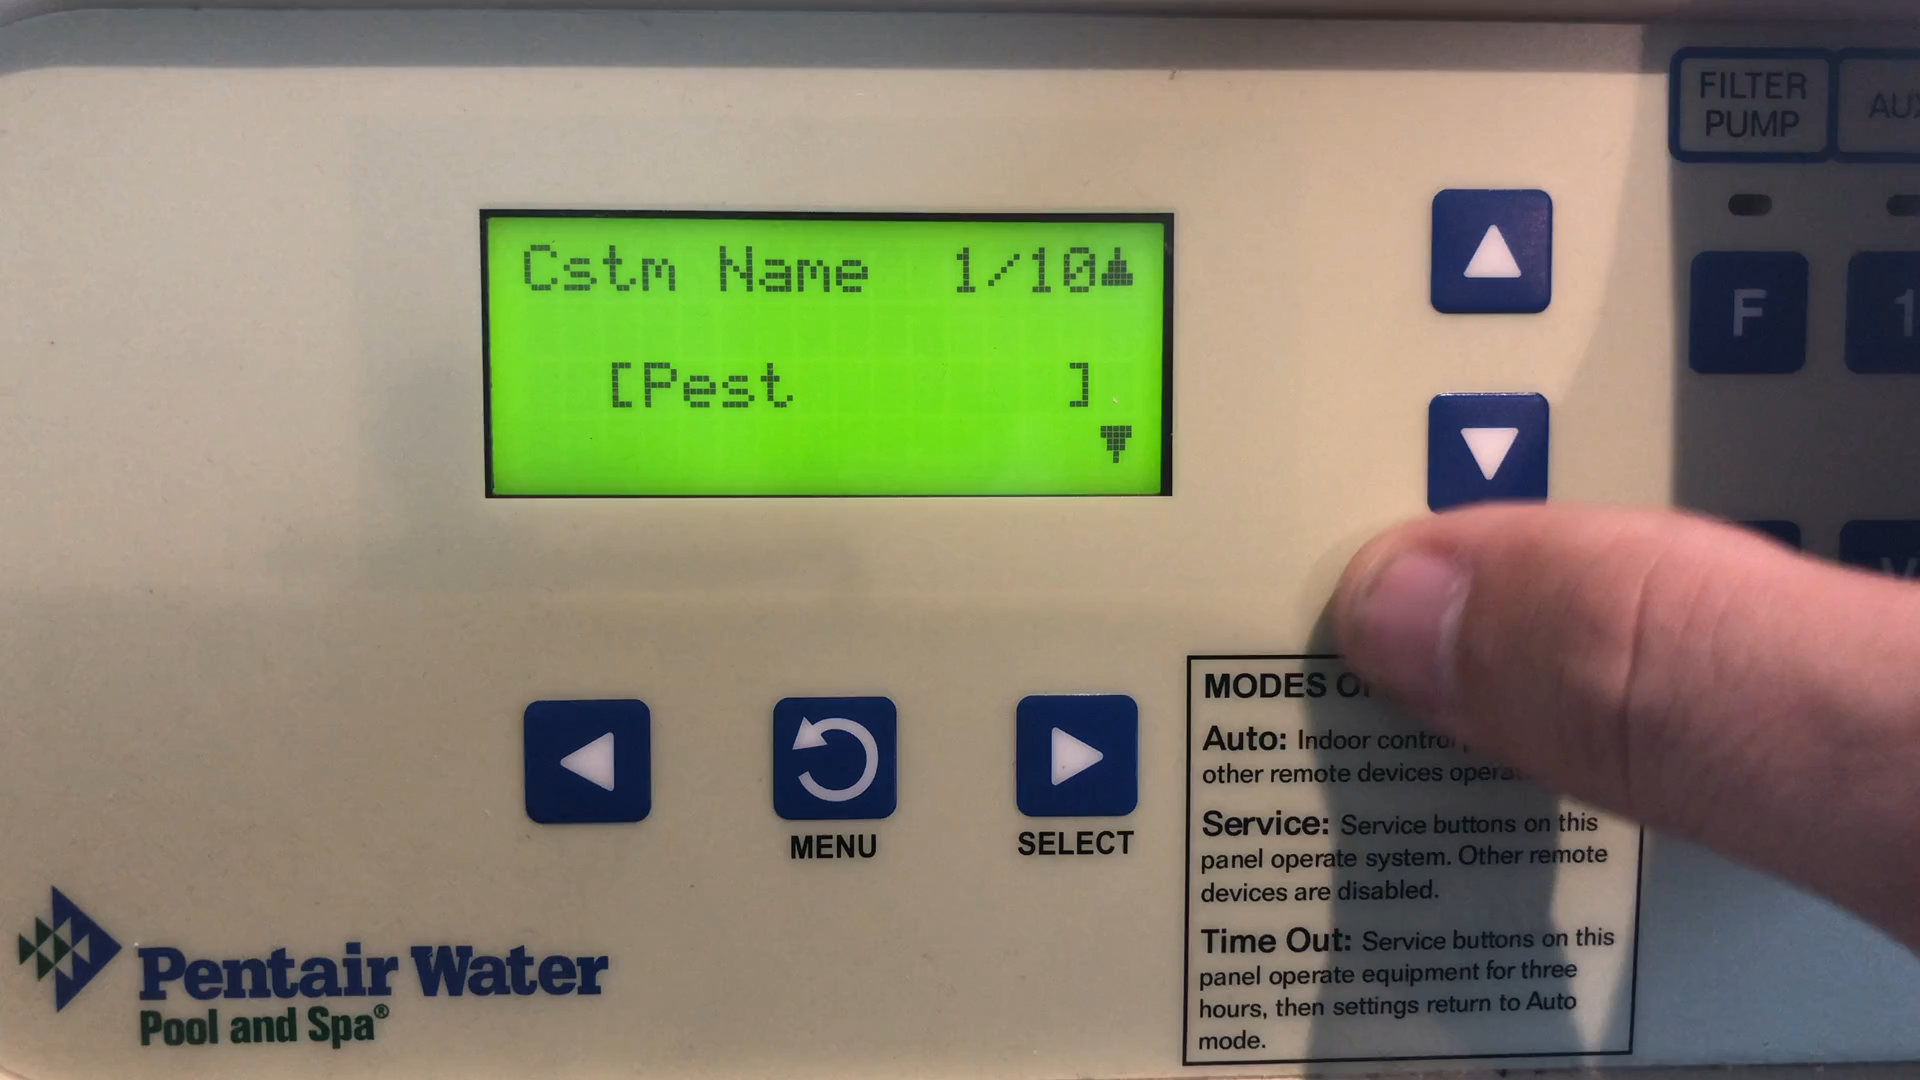 Cstm Name 1/10
[Pest ]
MENU
SELECT
FILTER
PUMP
F
1
MODES
Auto: Indoor
other remote devices
Service: Service buttons on this
panel operate system. Other remote
devices are disabled.
Time Out: Service buttons on this
panel operate equipment for three
hours, then settings return to Auto
mode.
Pentair Water
Pool and Spa®